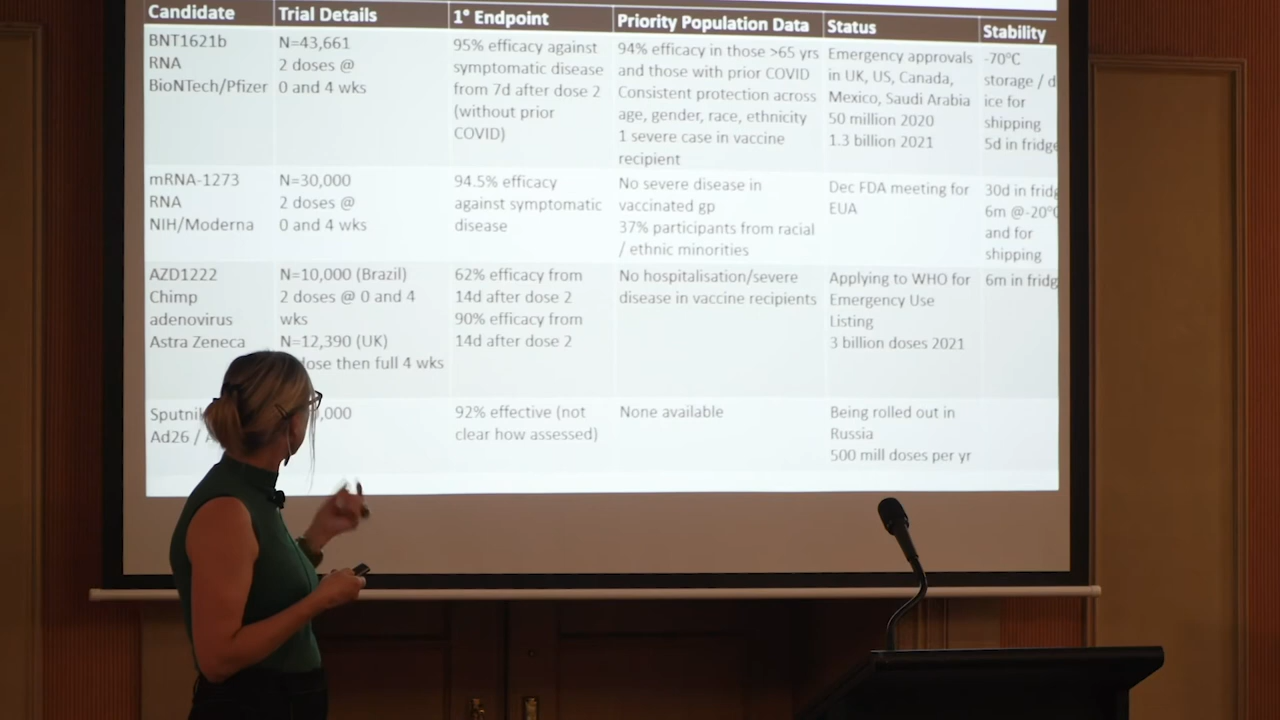 Candidate
Trial Details
1° Endpoint
Priority Population Data
Status
Stability
BNT1621b
RNA
BioNTech/Pfizer
N=43,661
2 doses @
0 and 4 wks
95% efficacy against
symptomatic disease
from 7d after dose 2
(without prior
COVID)
94% efficacy in those >65 yrs
and those with prior COVID
Consistent protection across
age, gender, race, ethnicity
1 severe case in vaccine
recipient
Emergency approvals
in UK, US, Canada,
Mexico, Saudi Arabia
50 million 2020
1.3 billion 2021
-70°C
storage / d
ice for
shipping
5d in fridge
mRNA-1273
RNA
NIH/Moderna
N=30,000
2 doses @
0 and 4 wks
94.5% efficacy
against symptomatic
disease
No severe disease in
vaccinated gp
37% participants from racial
/ ethnic minorities
Dec FDA meeting for
EUA
30d in fridg
6m @-20°C
and for
shipping
AZD1222
Chimp
adenovirus
Astra Zeneca
N=10,000 (Brazil)
2 doses @ 0 and 4
wks
N=12,390 (UK)
dose then full 4 wks
62% efficacy from
14d after dose 2
90% efficacy from
14d after dose 2
No hospitalisation/severe
disease in vaccine recipients
Applying to WHO for
Emergency Use
Listing
3 billion doses 2021
6m in fridg
Sputnik
Ad26 /
,000
92% effective (not
clear how assessed)
None available
Being rolled out in
Russia
500 mill doses per yr